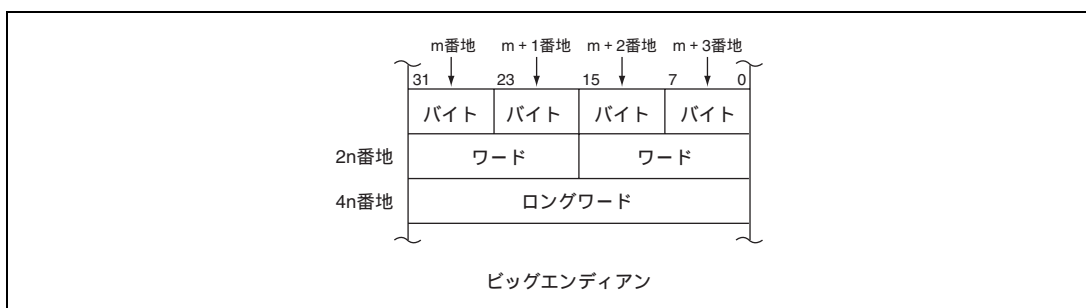 m番地 m + 1番地 m + 2番地 m + 3番地
31 23 15 7 0
バイト バイト バイト バイト
2n番地 ワード ワード
4n番地 ロングワード
ビッグエンディアン